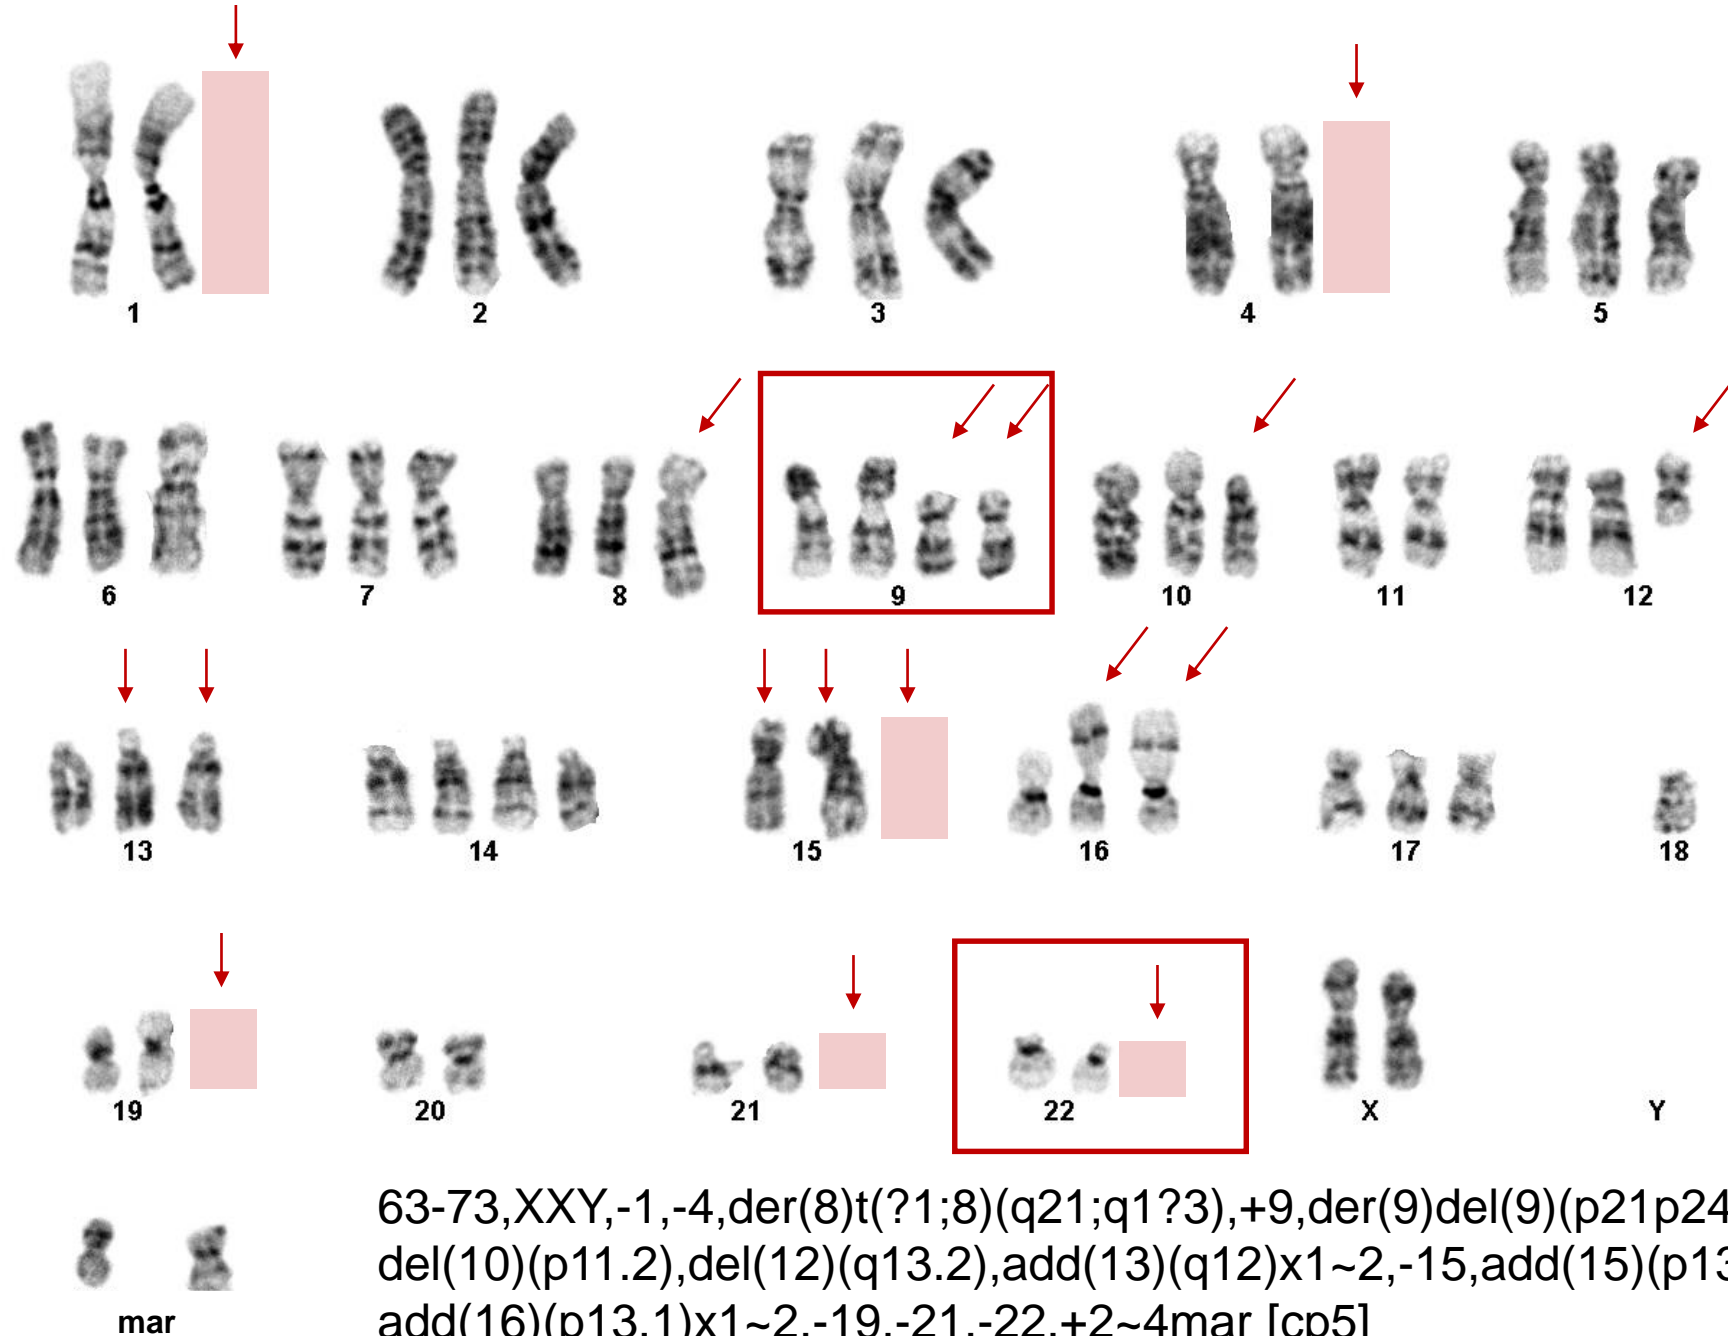 1 2 3 4 5
6 7 8 9 10 11 12
13 14 15 16 17 18
19 20 21 22 X Y
mar
63-73,XXY,-1,-4,der(8)t(?1;8)(q21;q1?3),+9,der(9)del(9)(p21p24
del(10)(p11.2),del(12)(q13.2),add(13)(q12)x1~2,-15,add(15)(p13
add(16)(p13.1)x1~2,-19,-21,-22,+2~4mar [cp5]